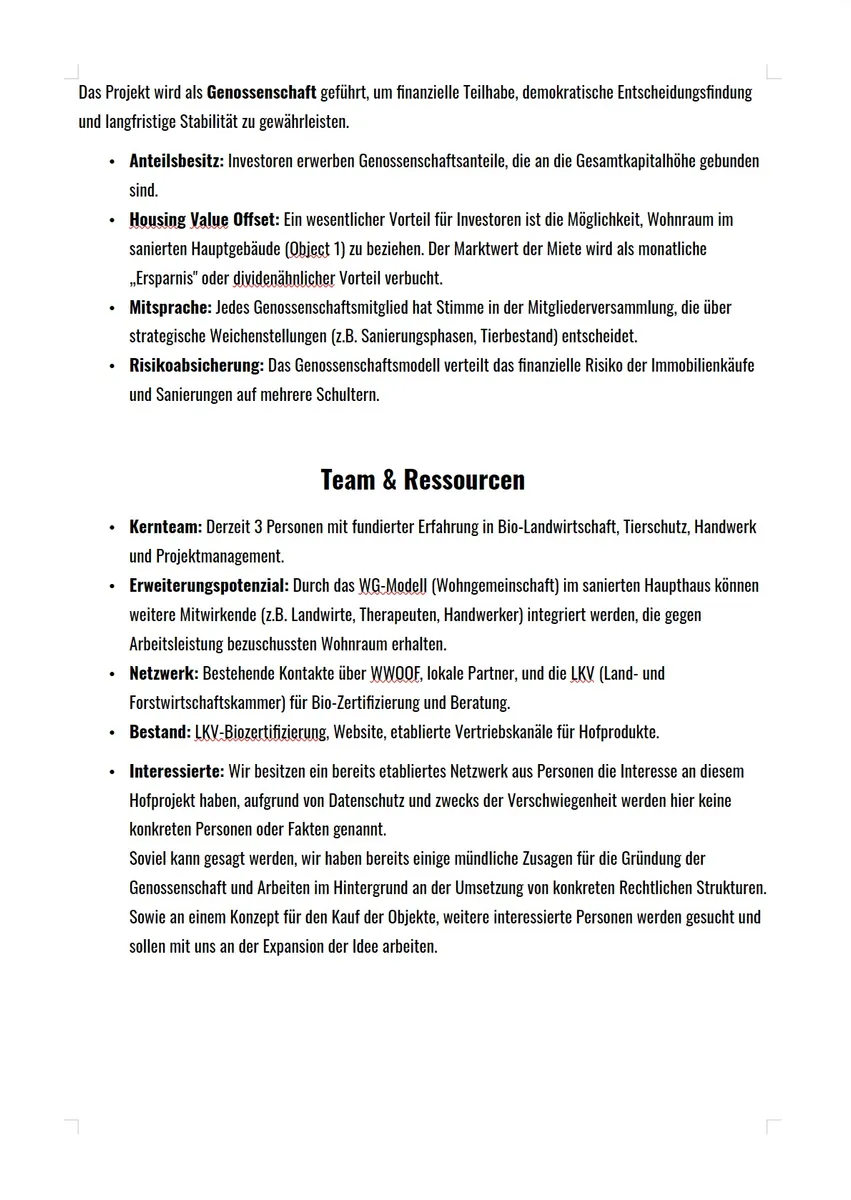 Das Projekt wird als Genossenschaft geführt, um finanzielle Teilhabe, demokratische Entscheidungsfindung
und langfristige Stabilität zu gewährleisten.
• Anteilsbesitz: Investoren erwerben Genossenschaftsanteile, die an die Gesamtkapitalhöhe gebunden
sind.
• Housing Value Offset: Ein wesentlicher Vorteil für Investoren ist die Möglichkeit, Wohnraum im
sanierten Hauptgebäude (Object 1) zu beziehen. Der Marktwert der Miete wird als monatliche
„Ersparnis" oder dividenähnlicher Vorteil verbucht.
• Mitsprache: Jedes Genossenschaftsmitglied hat Stimme in der Mitgliederversammlung, die über
strategische Weichenstellungen (z.B. Sanierungsphasen, Tierbestand) entscheidet.
• Risikoabsicherung: Das Genossenschaftsmodell verteilt das finanzielle Risiko der Immobilienkäufe
und Sanierungen auf mehrere Schultern.
Team & Ressourcen
• Kernteam: Derzeit 3 Personen mit fundierter Erfahrung in Bio-Landwirtschaft, Tierschutz, Handwerk
und Projektmanagement.
• Erweiterungspotenzial: Durch das WG-Modell (Wohngemeinschaft) im sanierten Haupthaus können
weitere Mitwirkende (z.B. Landwirte, Therapeuten, Handwerker) integriert werden, die gegen
Arbeitsleistung bezuschussten Wohnraum erhalten.
• Netzwerk: Bestehende Kontakte über WWOOF, lokale Partner, und die LKV (Land- und
Forstwirtschaftskammer) für Bio-Zertifizierung und Beratung.
• Bestand: LKV-Biozertifizierung, Website, etablierte Vertriebskanäle für Hofprodukte.
• Interessierte: Wir besitzen ein bereits etabliertes Netzwerk aus Personen die Interesse an diesem
Hofprojekt haben, aufgrund von Datenschutz und zwecks der Verschwiegenheit werden hier keine
konkreten Personen oder Fakten genannt.
Soviel kann gesagt werden, wir haben bereits einige mündliche Zusagen für die Gründung der
Genossenschaft und Arbeiten im Hintergrund an der Umsetzung von konkreten Rechtlichen Strukturen.
Sowie an einem Konzept für den Kauf der Objekte, weitere interessierte Personen werden gesucht und
sollen mit uns an der Expansion der Idee arbeiten.